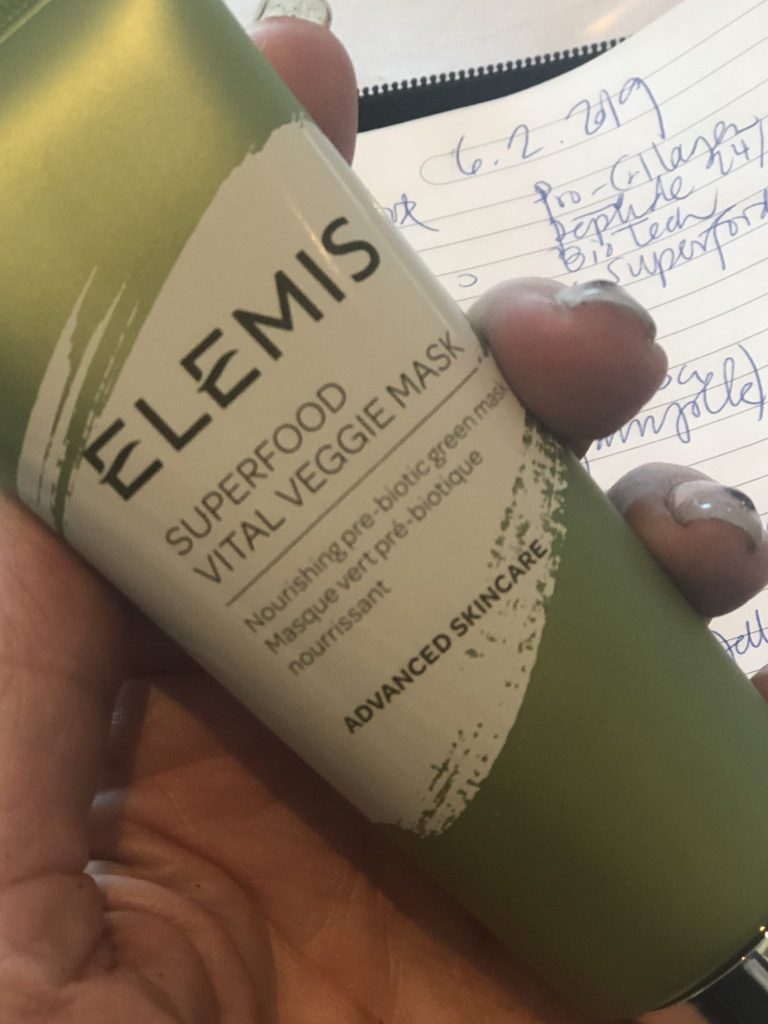 ELEMIS
SUPERFOOD
VITAL VEGGIE MASK
Nourishing pre-biotic green mask
Masque vert pré-biotique
nourrissant
ADVANCED SKINCARE
6.2.2019
Pro-Collagen
Peptide 24/
Bio Tech
Superfood